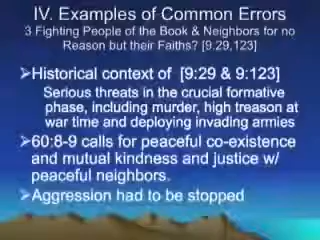 IV. Examples of Common Errors
3 Fighting People of the Book & Neighbors for no
Reason but their Faiths? [9.29,123]
➢Historical context of [9:29 & 9:123]
Serious threats in the crucial formative
phase, including murder, high treason at
war time and deploying invading armies
➢60:8-9 calls for peaceful co-existence
and mutual kindness and justice w/
peaceful neighbors.
➢Aggression had to be stopped